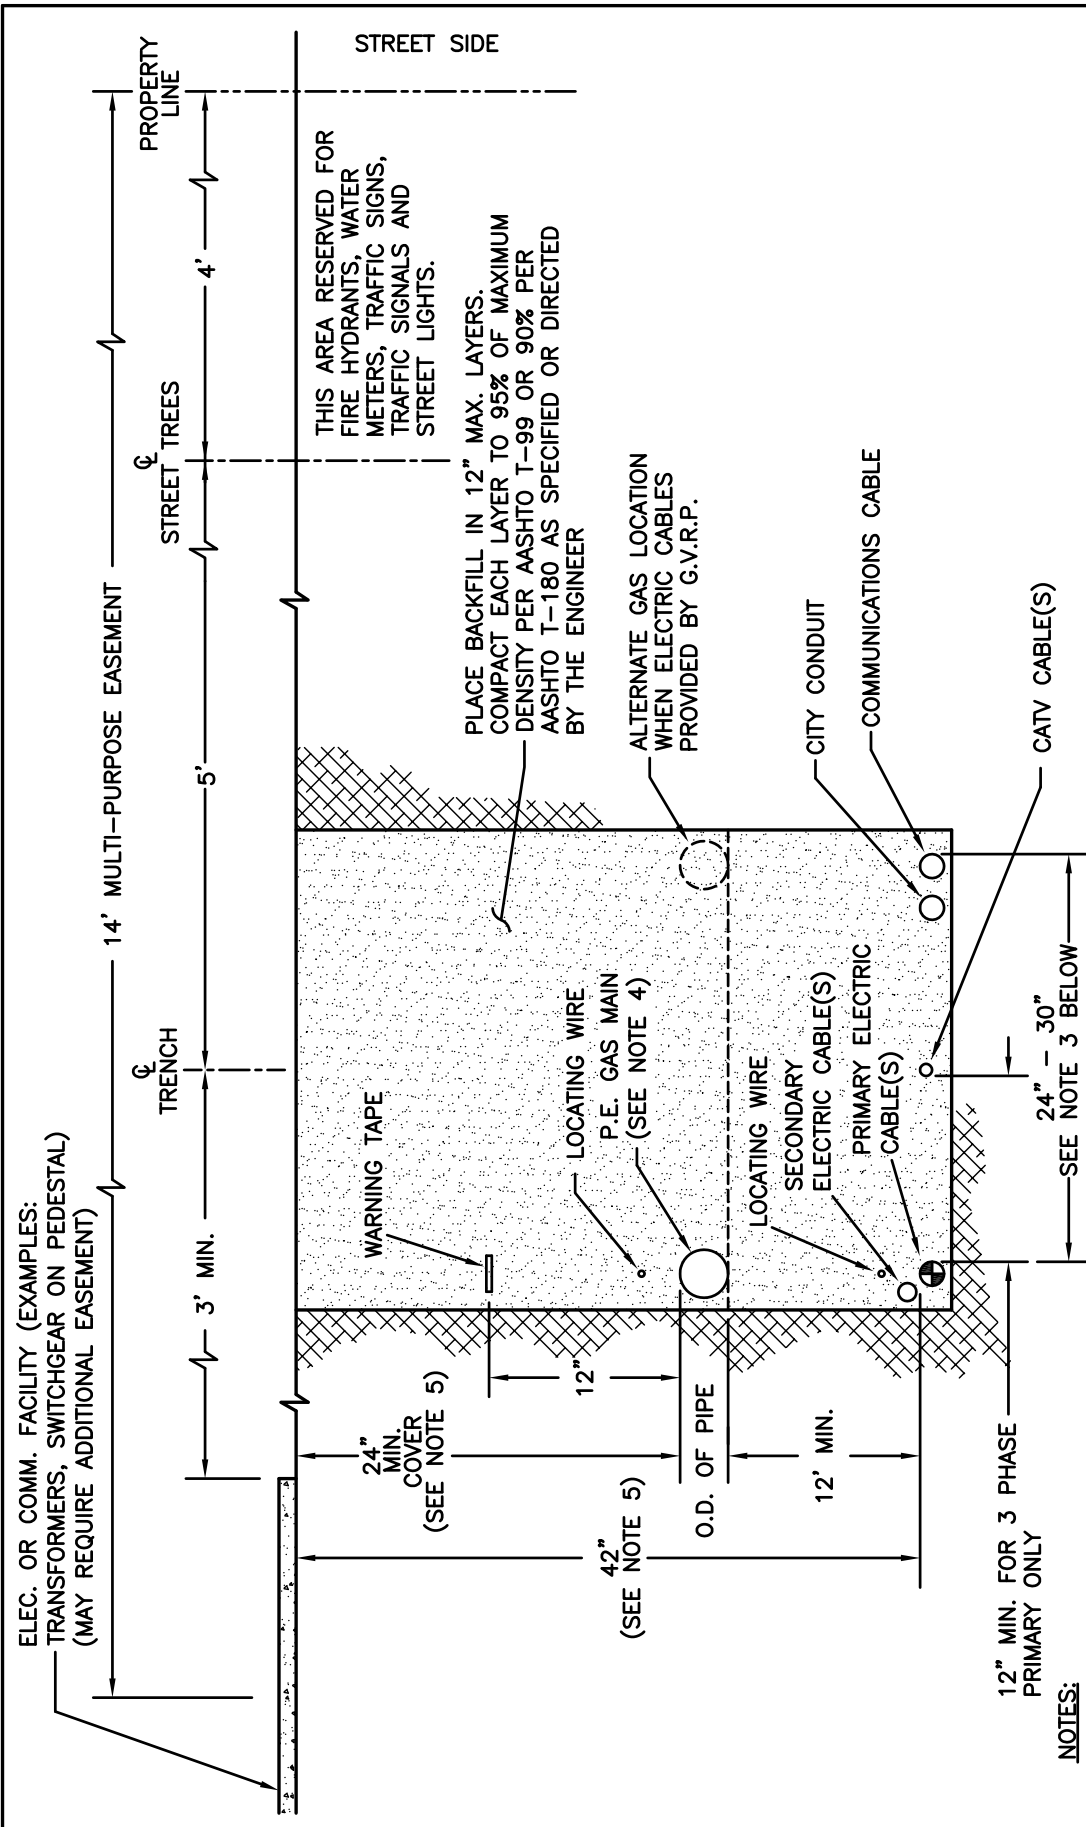 ELEC. OR COMM. FACILITY (EXAMPLES:
TRANSFORMERS, SWITCHGEAR ON PEDESTAL)
(MAY REQUIRE ADDITIONAL EASEMENT)
14' MULTI-PURPOSE EASEMENT
PROPERTY
LINE
℄
TRENCH
℄
STREET TREES
3' MIN.
5'
4'
STREET SIDE
THIS AREA RESERVED FOR
FIRE HYDRANTS, WATER
METERS, TRAFFIC SIGNS,
TRAFFIC SIGNALS AND
STREET LIGHTS.
PLACE BACKFILL IN 12" MAX. LAYERS.
COMPACT EACH LAYER TO 95% OF MAXIMUM
DENSITY PER AASHTO T-99 OR 90% PER
AASHTO T-180 AS SPECIFIED OR DIRECTED
BY THE ENGINEER
WARNING TAPE
24"
MIN.
COVER
(SEE NOTE 5)
12"
LOCATING WIRE
P.E. GAS MAIN
(SEE NOTE 4)
ALTERNATE GAS LOCATION
WHEN ELECTRIC CABLES
PROVIDED BY G.V.R.P.
42"
(SEE NOTE 5)
O.D. OF PIPE
12' MIN.
LOCATING WIRE
SECONDARY
ELECTRIC CABLE(S)
PRIMARY ELECTRIC
CABLE(S)
CITY CONDUIT
COMMUNICATIONS CABLE
CATV CABLE(S)
12" MIN. FOR 3 PHASE
PRIMARY ONLY
24" - 30"
SEE NOTE 3 BELOW
NOTES: